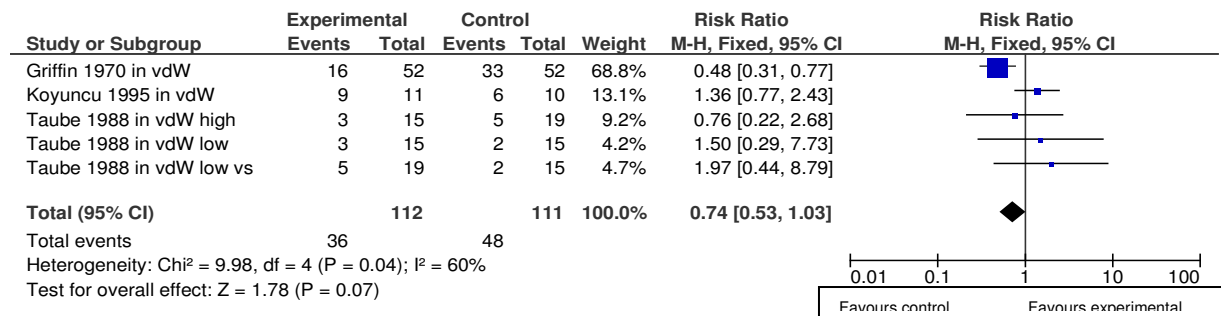 Experimental Control Risk Ratio Risk Ratio
Study or Subgroup Events Total Events Total Weight M-H, Fixed, 95% CI M-H, Fixed, 95% CI
Griffin 1970 in vdW 16 52 33 52 68.8% 0.48 [0.31, 0.77]
Koyuncu 1995 in vdW 9 11 6 10 13.1% 1.36 [0.77, 2.43]
Taube 1988 in vdW high 3 15 5 19 9.2% 0.76 [0.22, 2.68]
Taube 1988 in vdW low 3 15 2 15 4.2% 1.50 [0.29, 7.73]
Taube 1988 in vdW low vs 5 19 2 15 4.7% 1.97 [0.44, 8.79]
Total (95% CI) 112 111 100.0% 0.74 [0.53, 1.03]
Total events 36 48
Heterogeneity: Chi² = 9.98, df = 4 (P = 0.04); I² = 60%
Test for overall effect: Z = 1.78 (P = 0.07)
0.01 0.1 1 10 100
Favours control Favours experimental